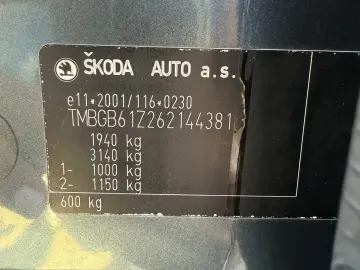 ŠKODA AUTO a.s.
e11*2001/116*0230
TMBGB61Z262144381
1940 kg
3140 kg
1- 1000 kg
2- 1150 kg
600 kg